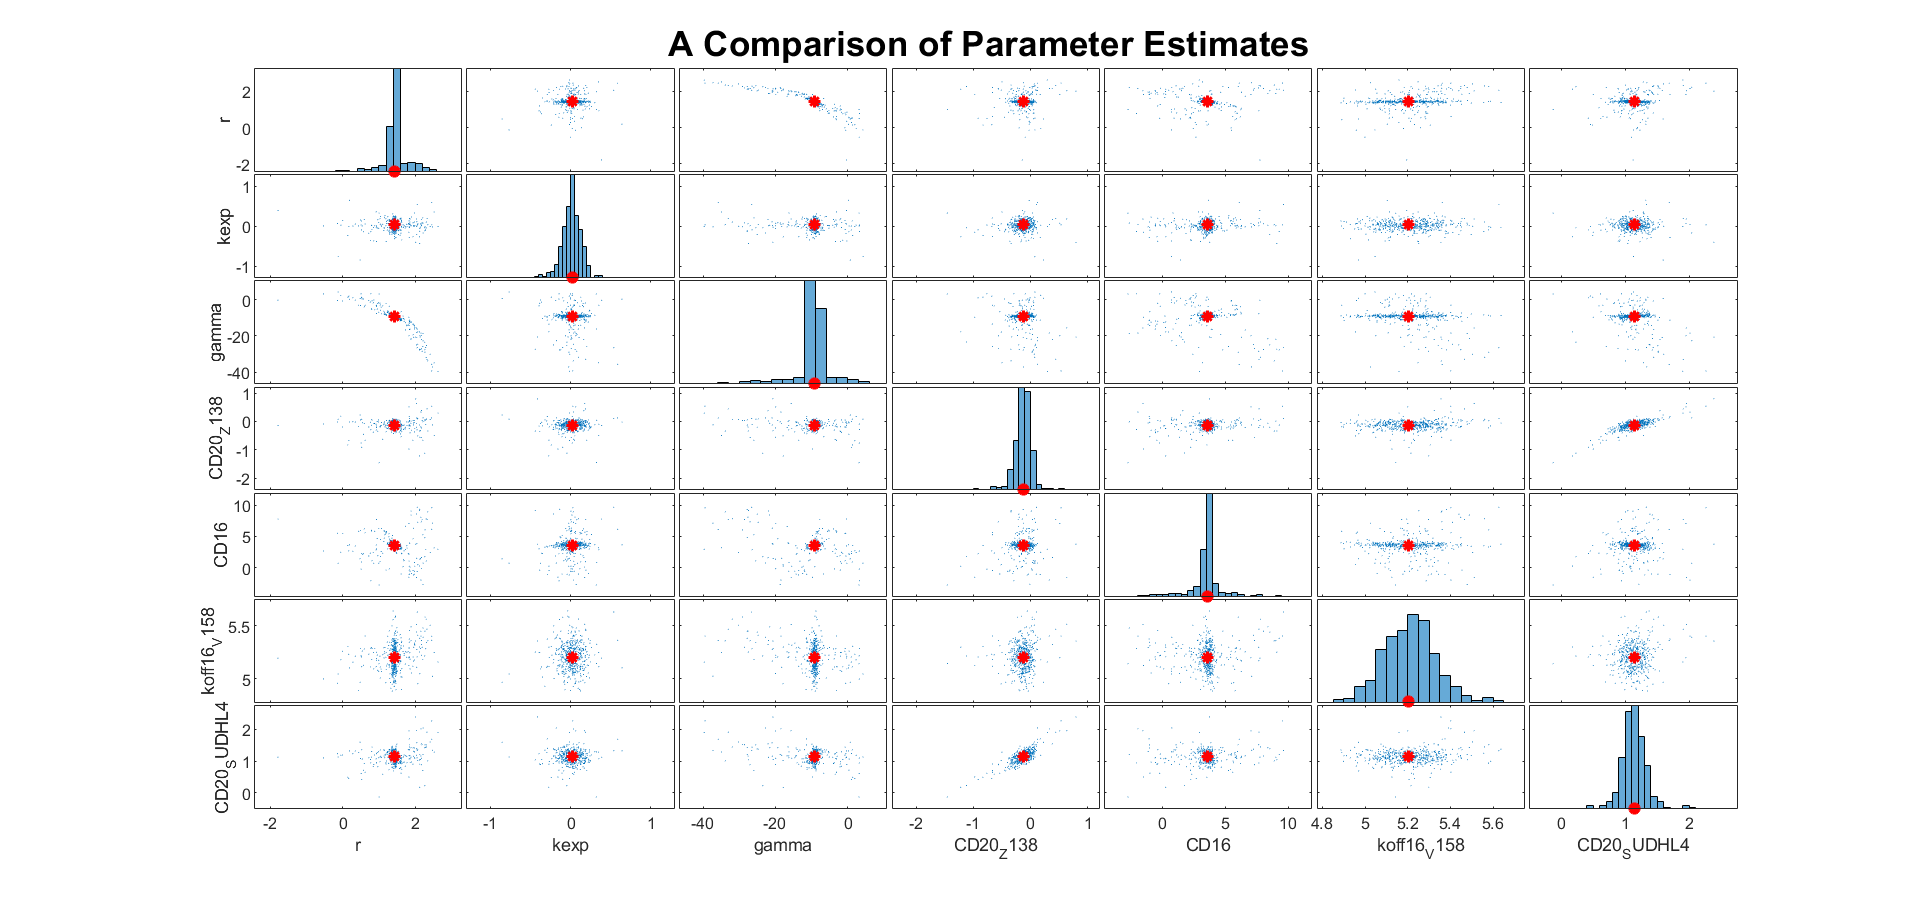 A Comparison of Parameter Estimates
r
2
0
-2
kexp
1
0
-1
gamma
0
-20
-40
CD20Z138
1
0
-1
-2
CD16
10
5
0
koff16V158
5.5
5
CD20SUDHL4
2
1
0
-2 0 2 -1 0 1 -40 -20 0 -2 -1 0 1 0 5 10 4.8 5 5.2 5.4 5.6 0 1 2
r kexp gamma CD20Z138 CD16 koff16V158 CD20SUDHL4